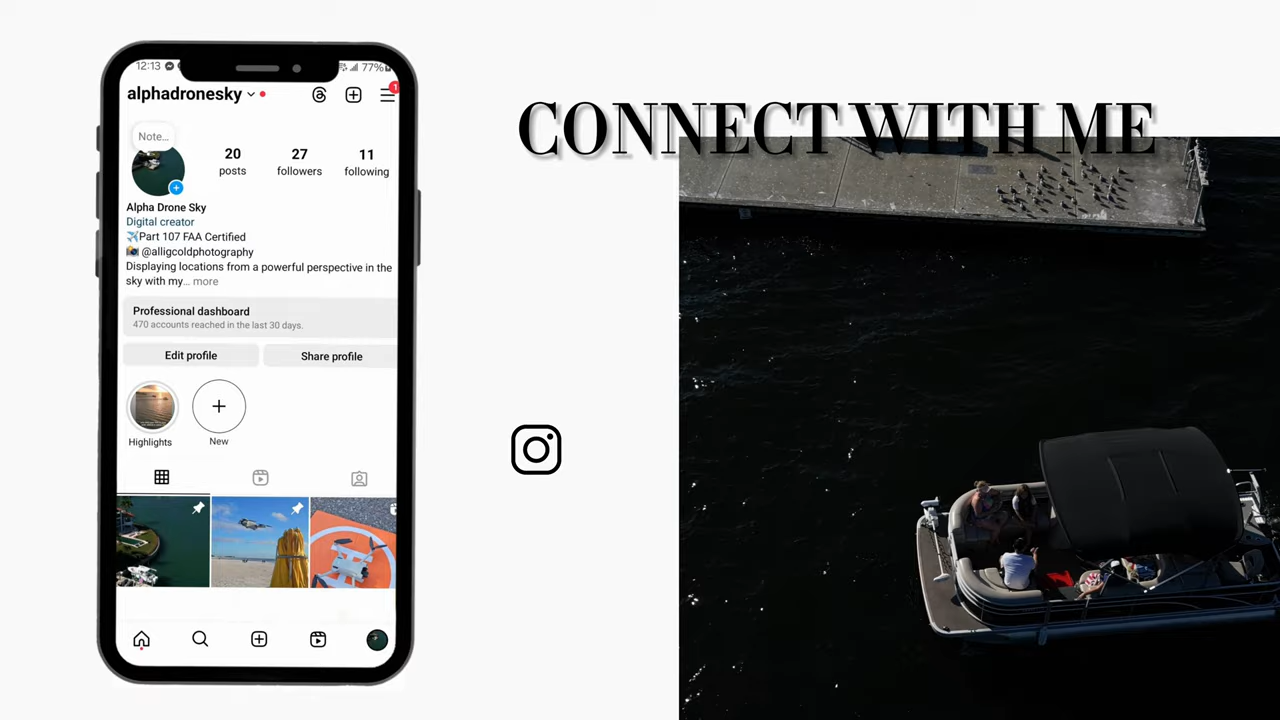 12:13
77%
alphadronesky
1
Note...
20 27 11
posts followers following
Alpha Drone Sky
Digital creator
✈️Part 107 FAA Certified
📸 @alligcoldphotography
Displaying locations from a powerful perspective in the
sky with my... more
Professional dashboard
470 accounts reached in the last 30 days.
Edit profile Share profile
Highlights New
CONNECT WITH ME